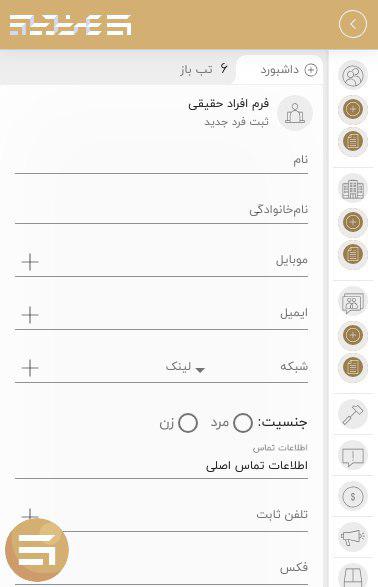 داشبورد
۶ تب باز
فرم افراد حقیقی
ثبت فرد جدید
نام
نام‌خانوادگی
موبایل
ایمیل
شبکه
لینک
جنسیت: مرد زن
اطلاعات تماس
اطلاعات تماس اصلی
تلفن ثابت
فکس